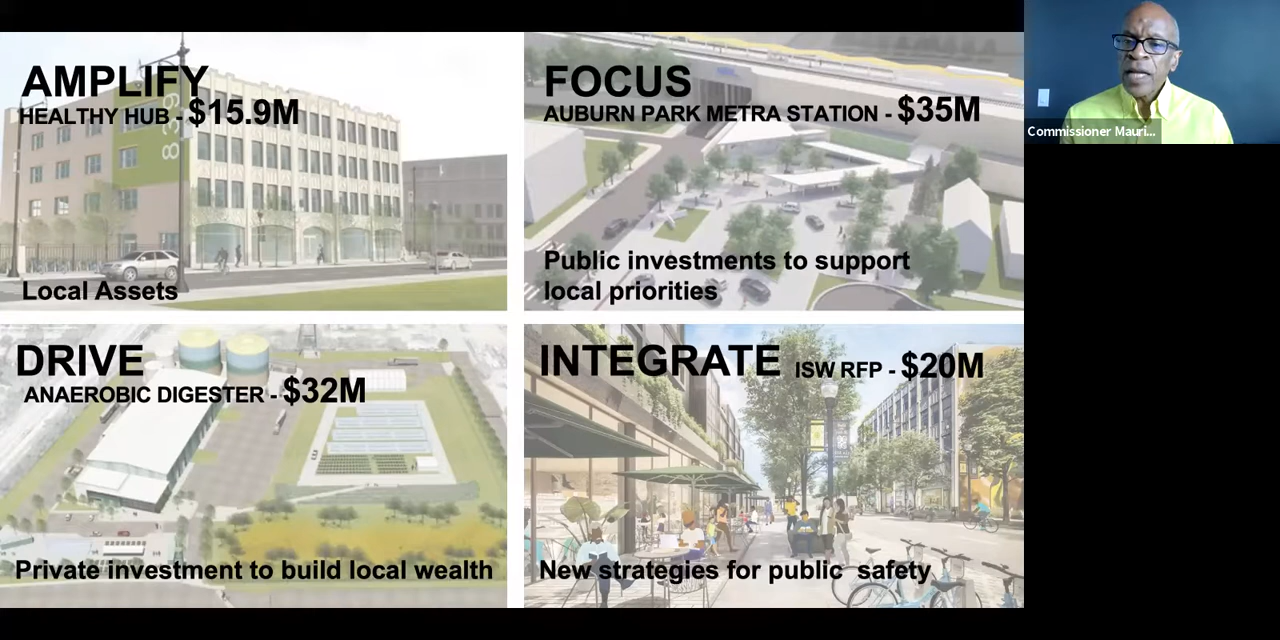 AMPLIFY
HEALTHY HUB - $15.9M
839
Local Assets
FOCUS
AUBURN PARK METRA STATION - $35M
Public investments to support
local priorities
DRIVE
ANAEROBIC DIGESTER - $32M
Private investment to build local wealth
INTEGRATE ISW RFP - $20M
New strategies for public safety
Commissioner Mauri...